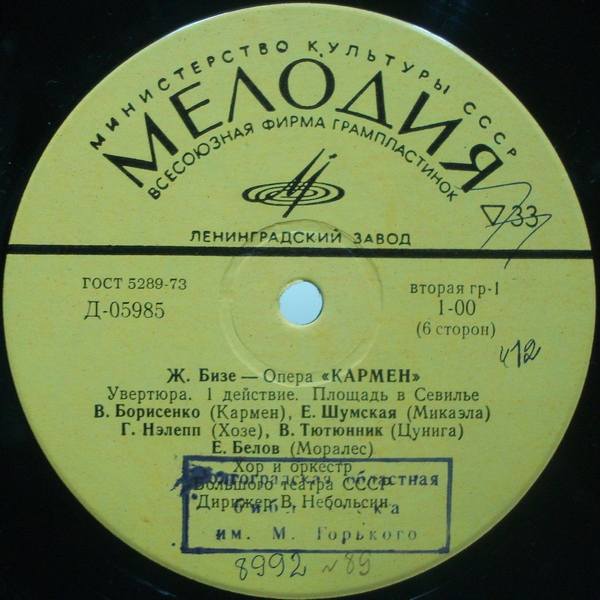 МИНИСТЕРСТВО КУЛЬТУРЫ СССР
МЕЛОДИЯ
ВСЕСОЮЗНАЯ ФИРМА ГРАМПЛАСТИНОК
ЛЕНИНГРАДСКИЙ ЗАВОД
33
ГОСТ 5289-73
Д-05985
вторая гр-1
1-00
(6 сторон)
412
Ж. Бизе — Опера «КАРМЕН»
Увертюра. 1 действие. Площадь в Севилье
В. Борисенко (Кармен), Е. Шумская (Микаэла)
Г. Нэлепп (Хозе), В. Тютюнник (Цунига)
Е. Белов (Моралес)
Хор и оркестр
Большого театра СССР
Дирижер В. Небольсин
областная
им. М. Горького
8992 89